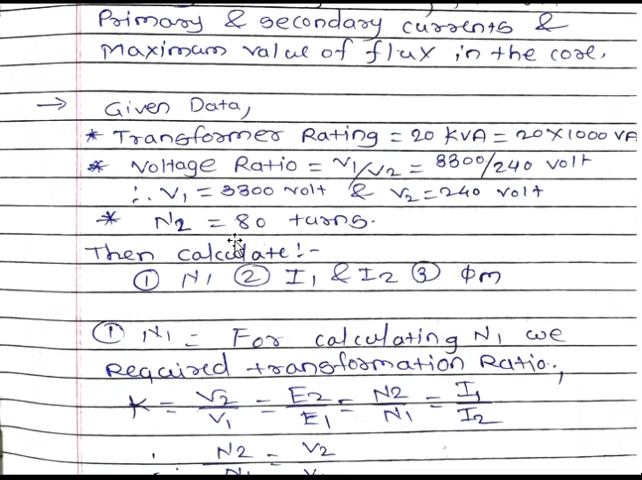 Primary & secondary currents &
Maximum value of flux in the core.
→ Given Data,
* Transformer Rating = 20 KVA = 20×1000 VA
* Voltage Ratio = V1/V2 = 3300/240 volt
∴ V1 = 3300 volt & V2 = 240 volt
* N2 = 80 turns.
Then calculate :-
① N1 ② I1 & I2 ③ ϕm
① N1 = For calculating N1 we
Required transformation Ratio.,
K = V2/V1 = E2/E1 = N2/N1 = I1/I2
N2 = V2